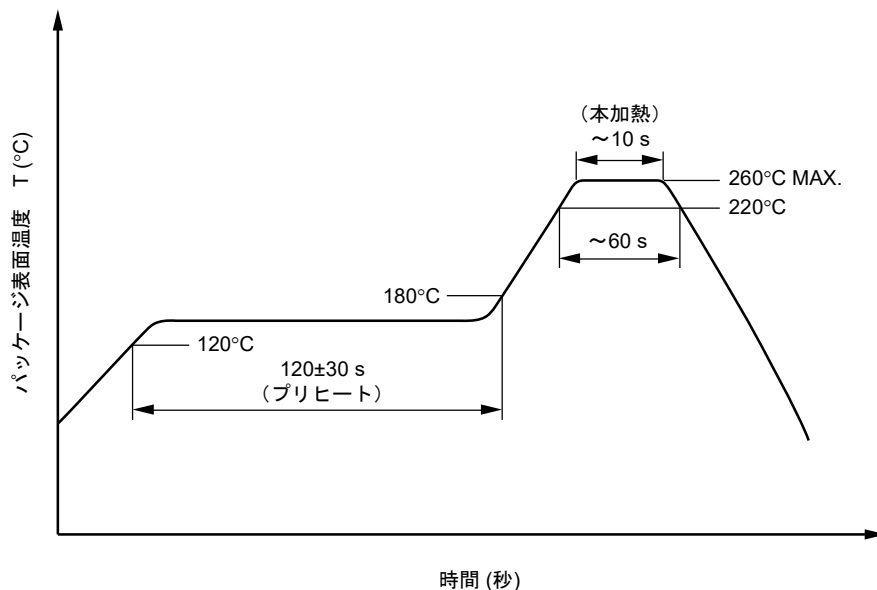 パッケージ表面温度　T (°C)
（本加熱）
～10 s
260°C MAX.
220°C
～60 s
180°C
120°C
120±30 s
（プリヒート）
時間 (秒)